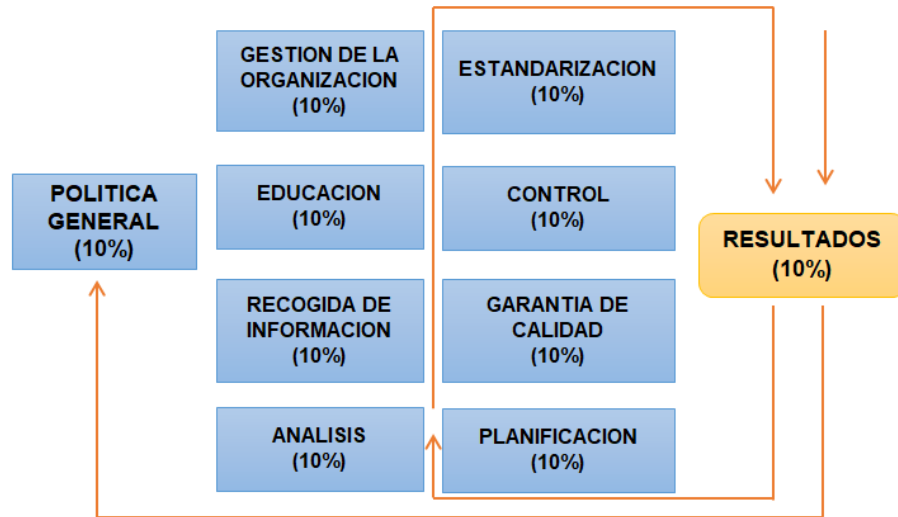 GESTION DE LA
ORGANIZACION
(10%)
ESTANDARIZACION
(10%)
POLITICA
GENERAL
(10%)
EDUCACION
(10%)
CONTROL
(10%)
RESULTADOS
(10%)
RECOGIDA DE
INFORMACION
(10%)
GARANTIA DE
CALIDAD
(10%)
ANALISIS
(10%)
PLANIFICACION
(10%)